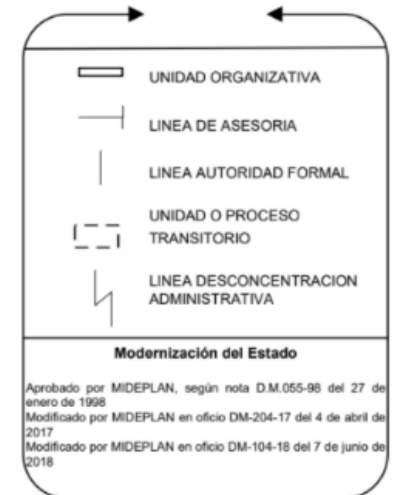 UNIDAD ORGANIZATIVA
LINEA DE ASESORIA
LINEA AUTORIDAD FORMAL
UNIDAD O PROCESO
TRANSITORIO
LINEA DESCONCENTRACION
ADMINISTRATIVA
Modernización del Estado
Aprobado por MIDEPLAN, según nota D.M.055-98 del 27 de
enero de 1998
Modificado por MIDEPLAN en oficio DM-204-17 del 4 de abril de
2017
Modificado por MIDEPLAN en oficio DM-104-18 del 7 de junio de
2018